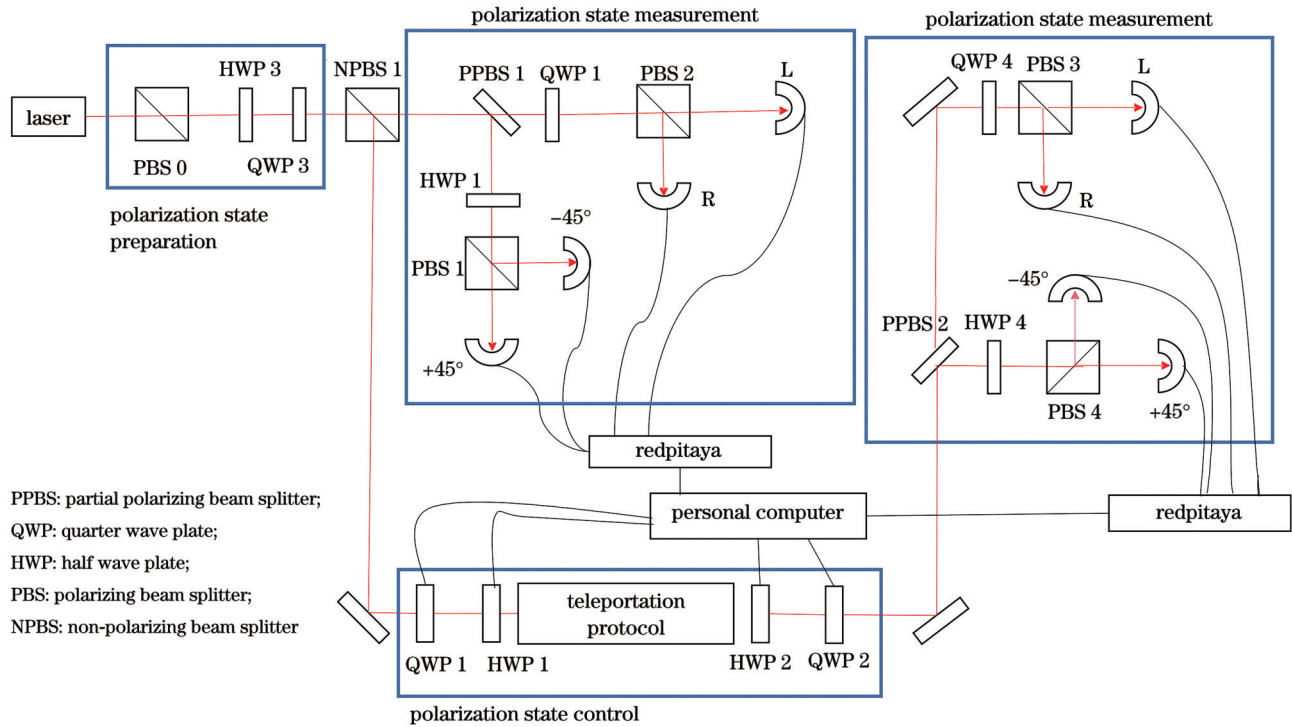 polarization state measurement
polarization state measurement
laser
PBS 0
HWP 3
QWP 3
polarization state
preparation
NPBS 1
PPBS 1
QWP 1
PBS 2
L
R
HWP 1
PBS 1
−45°
+45°
QWP 4
PBS 3
L
R
−45°
PPBS 2
HWP 4
PBS 4
+45°
redpitaya
personal computer
redpitaya
PPBS: partial polarizing beam splitter;
QWP: quarter wave plate;
HWP: half wave plate;
PBS: polarizing beam splitter;
NPBS: non-polarizing beam splitter
teleportation
protocol
QWP 1
HWP 1
HWP 2
QWP 2
polarization state control